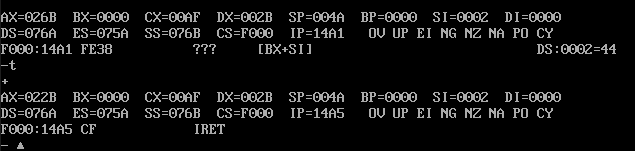 AX=026B  BX=0000  CX=00AF  DX=002B  SP=004A  BP=0000  SI=0002  DI=0000
DS=076A  ES=075A  SS=076B  CS=F000  IP=14A1   OV UP EI NG NZ NA PO CY
F000:14A1 FE38          ???     [BX+SI]                            DS:0002=44
-t
+
AX=022B  BX=0000  CX=00AF  DX=002B  SP=004A  BP=0000  SI=0002  DI=0000
DS=076A  ES=075A  SS=076B  CS=F000  IP=14A5   OV UP EI NG NZ NA PO CY
F000:14A5 CF            IRET
-